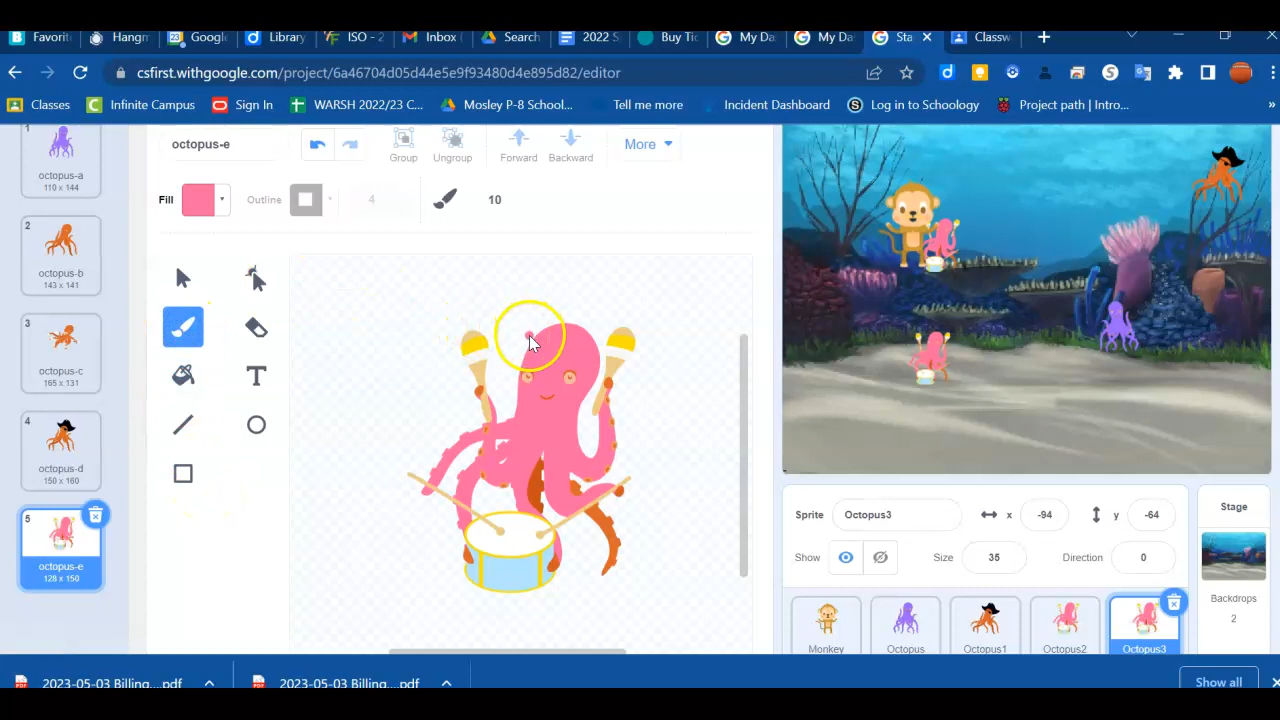 Favorit
Hangm
Google
Library
ISO - 2
Inbox
Search
2022 S
Buy Tic
My Da
My Da
Sta
Classw
csfirst.withgoogle.com/project/6a46704d05d44e5e9f93480d4e895d82/editor
Classes
Infinite Campus
Sign In
WARSH 2022/23 C...
Mosley P-8 School...
Tell me more
Incident Dashboard
Log in to Schoology
Project path | Intro...
»
1
octopus-a
110 x 144
2
octopus-b
143 x 141
3
octopus-c
165 x 131
4
octopus-d
150 x 160
5
octopus-e
128 x 150
octopus-e
Group
Ungroup
Forward
Backward
More
Fill
Outline
4
10
T
Sprite
Octopus3
x
-94
y
-64
Show
Size
35
Direction
0
Monkey
Octopus
Octopus1
Octopus2
Octopus3
Stage
Backdrops
2
2023-05-03 Billing....pdf
2023-05-03 Billing....pdf
Show all